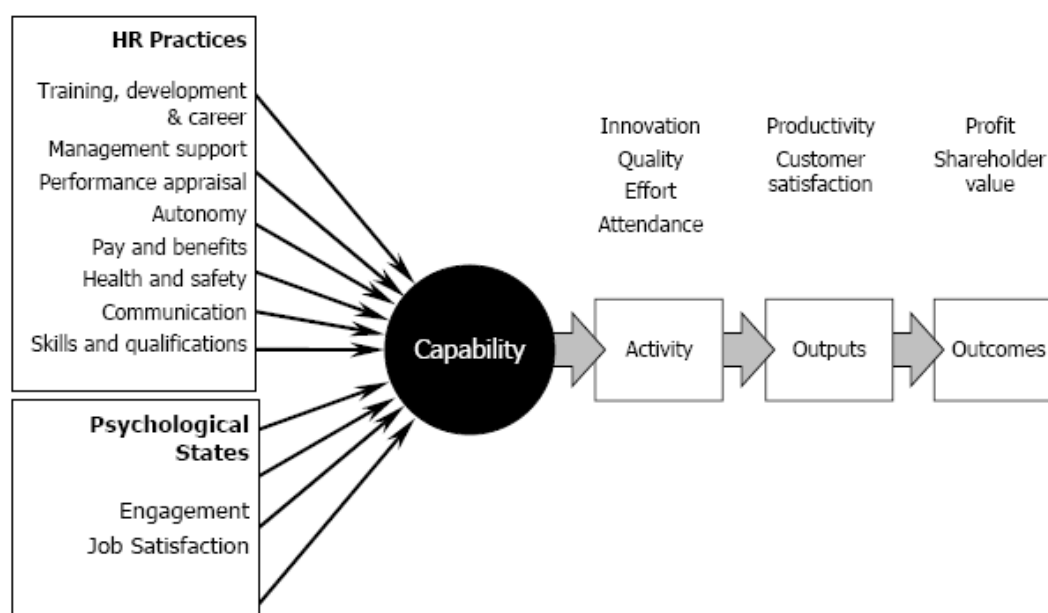 HR Practices
Training, development
& career
Management support
Performance appraisal
Autonomy
Pay and benefits
Health and safety
Communication
Skills and qualifications
Psychological
States
Engagement
Job Satisfaction
Capability
Innovation
Quality
Effort
Attendance
Activity
Productivity
Customer
satisfaction
Outputs
Profit
Shareholder
value
Outcomes